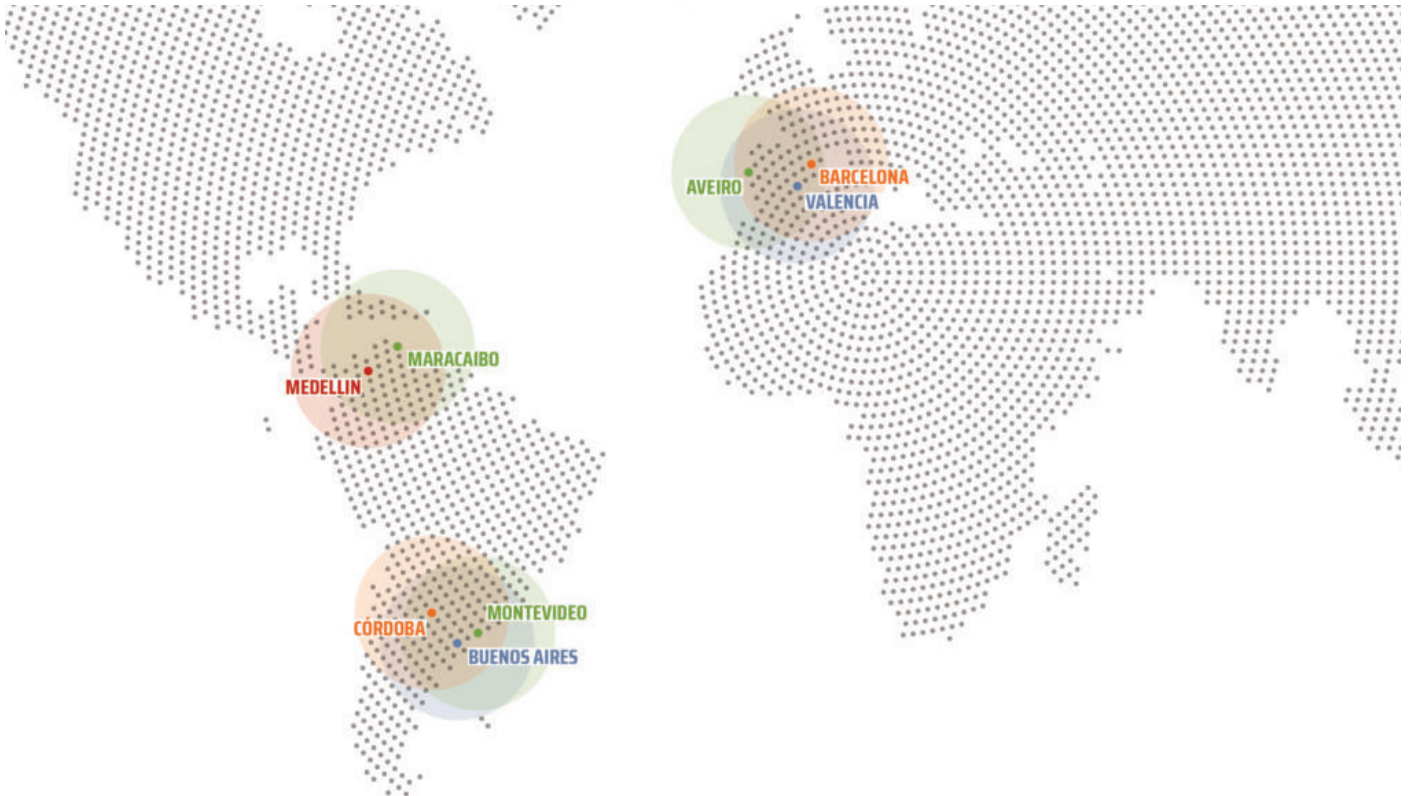 BARCELONA
AVEIRO
VALENCIA
MARACAIBO
MEDELLIN
MONTEVIDEO
CÓRDOBA
BUENOS AIRES